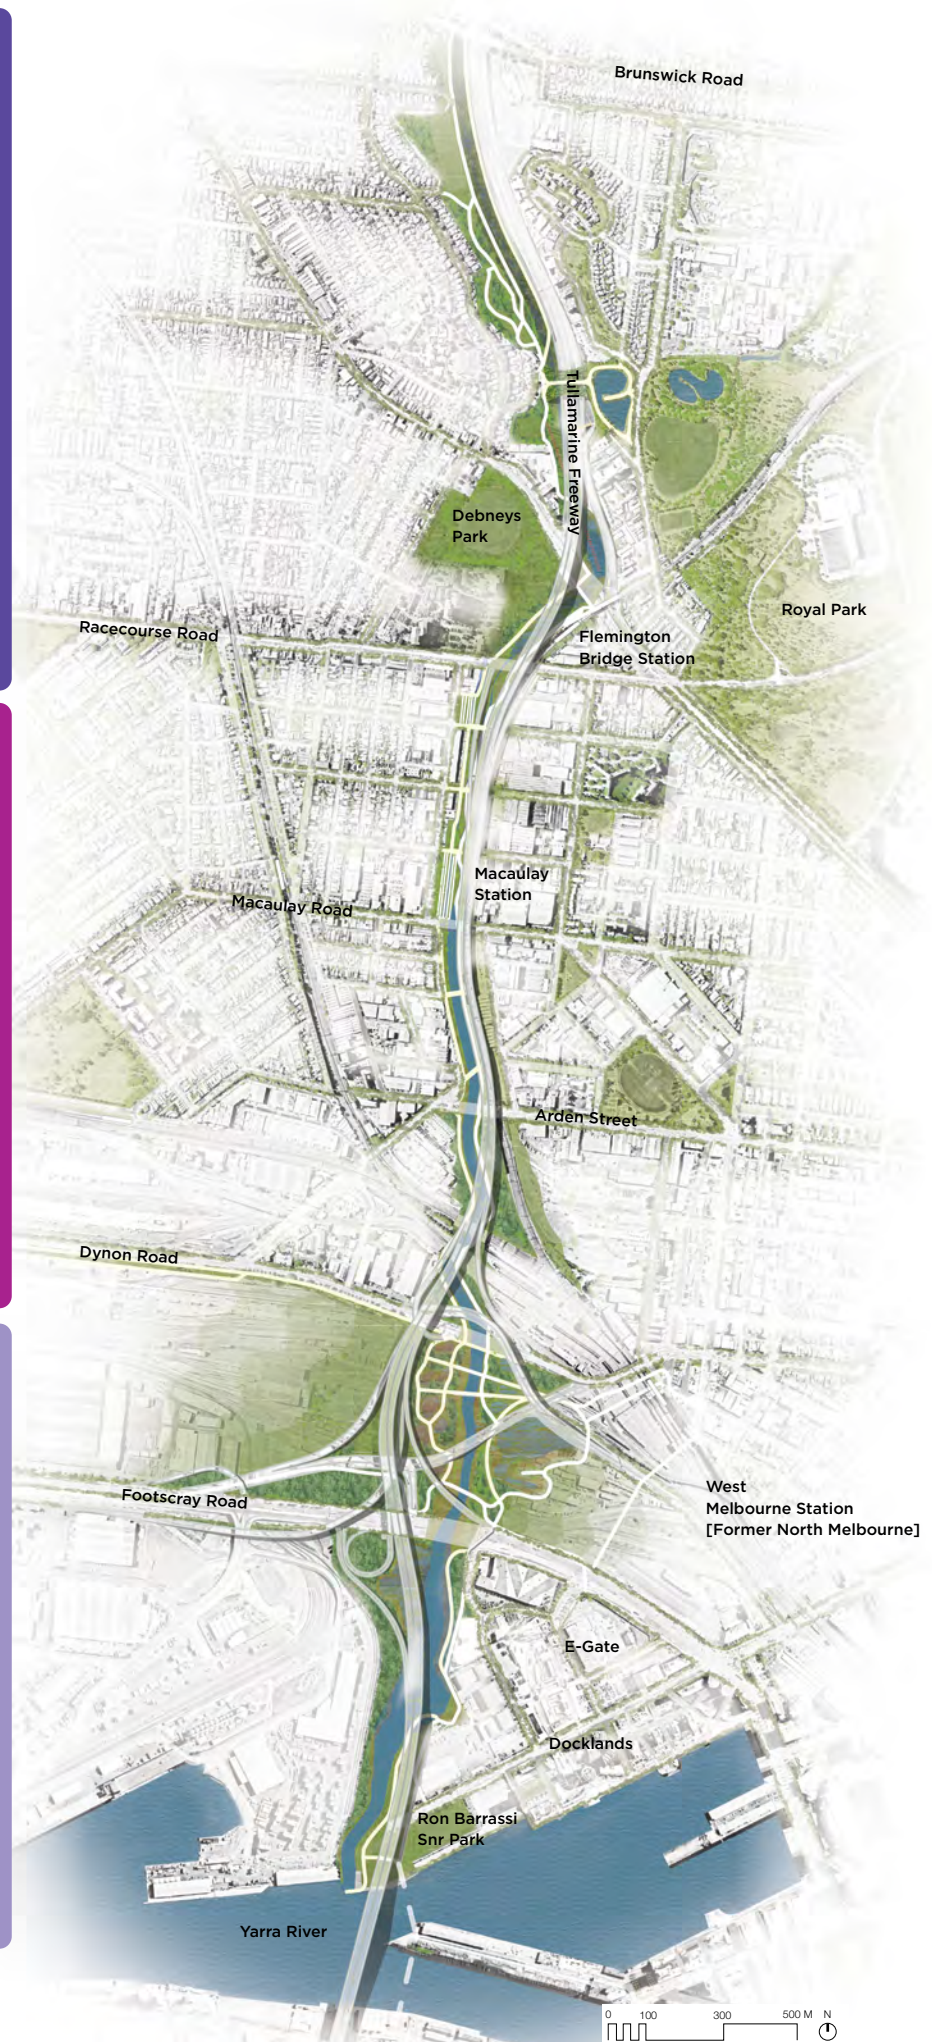 Brunswick Road
Tullamarine Freeway
Debneys
Park
Royal Park
Racecourse Road
Flemington
Bridge Station
Macaulay
Station
Macaulay Road
Arden Street
Dynon Road
West
Melbourne Station
[Former North Melbourne]
Footscray Road
E-Gate
Docklands
Ron Barrassi
Snr Park
Yarra River
0 100 300 500 M N